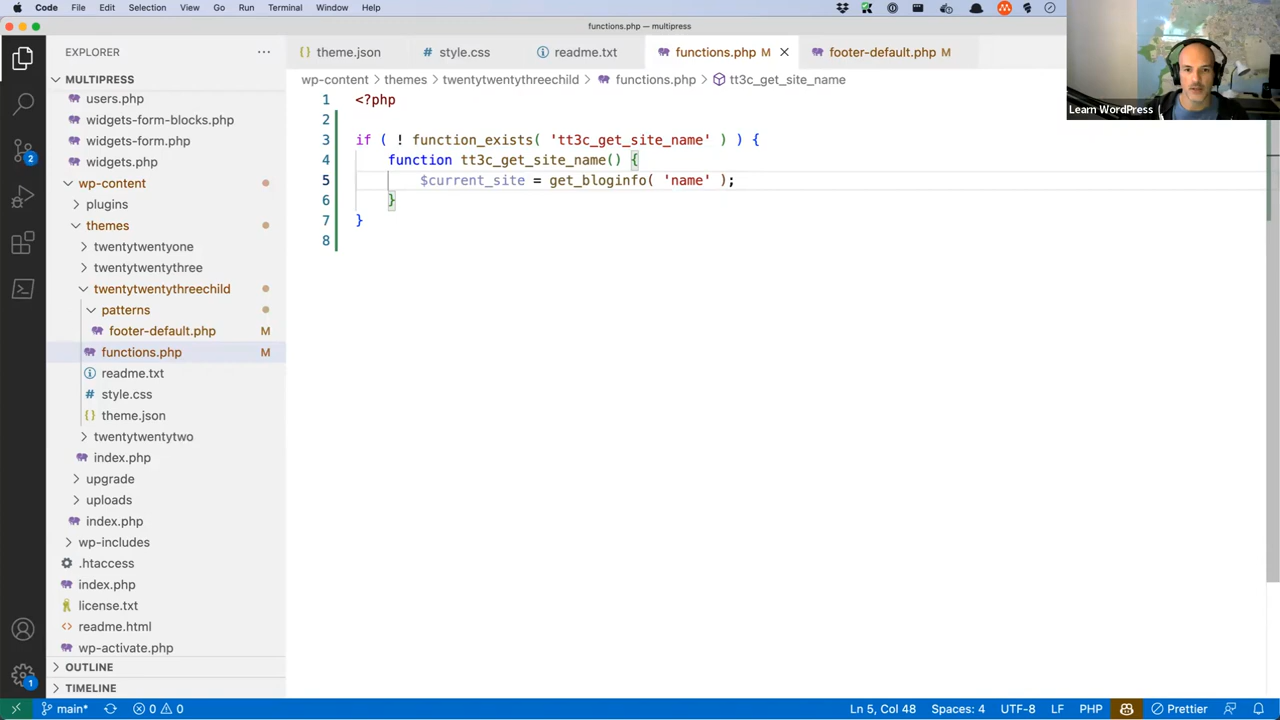 Code File Edit Selection View Go Run Terminal Window Help
functions.php — multipress
EXPLORER
theme.json
style.css
readme.txt
functions.php M
footer-default.php M
MULTIPRESS
wp-content › themes › twentytwentythreechild › functions.php › tt3c_get_site_name
users.php
widgets-form-blocks.php
widgets-form.php
widgets.php
wp-content
plugins
themes
twentytwentyone
twentytwentythree
twentytwentythreechild
patterns
footer-default.php M
functions.php M
readme.txt
style.css
theme.json
twentytwentytwo
index.php
upgrade
uploads
index.php
wp-includes
.htaccess
index.php
license.txt
readme.html
wp-activate.php
OUTLINE
TIMELINE
2
1
1 <?php
2
3 if ( ! function_exists( 'tt3c_get_site_name' ) ) {
4 function tt3c_get_site_name() {
5 $current_site = get_bloginfo( 'name' );
6 }
7 }
8
Learn WordPress (
main* 0 0 Ln 5, Col 48 Spaces: 4 UTF-8 LF PHP Prettier